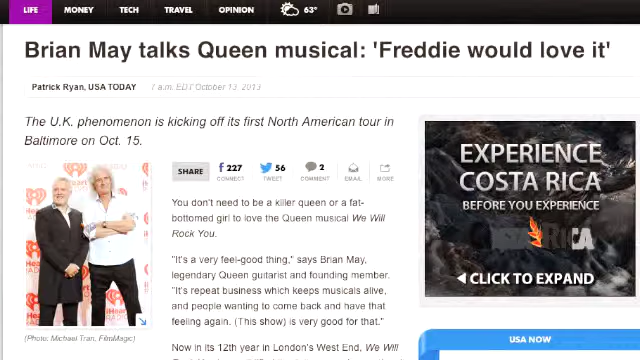 LIFE MONEY TECH TRAVEL OPINION 63°
Brian May talks Queen musical: 'Freddie would love it'
Patrick Ryan, USA TODAY 7 a.m. EDT October 13, 2013
The U.K. phenomenon is kicking off its first North American tour in
Baltimore on Oct. 15.
SHARE 227 CONNECT 56 TWEET 2 COMMENT EMAIL MORE
You don't need to be a killer queen or a fat-
bottomed girl to love the Queen musical We Will
Rock You.
"It's a very feel-good thing," says Brian May,
legendary Queen guitarist and founding member.
"It's repeat business which keeps musicals alive,
and people wanting to come back and have that
feeling again. (This show) is very good for that."
Now in its 12th year in London's West End, We Will
(Photo: Michael Tran, FilmMagic)
EXPERIENCE
COSTA RICA
BEFORE YOU EXPERIENCE
CLICK TO EXPAND
USA NOW